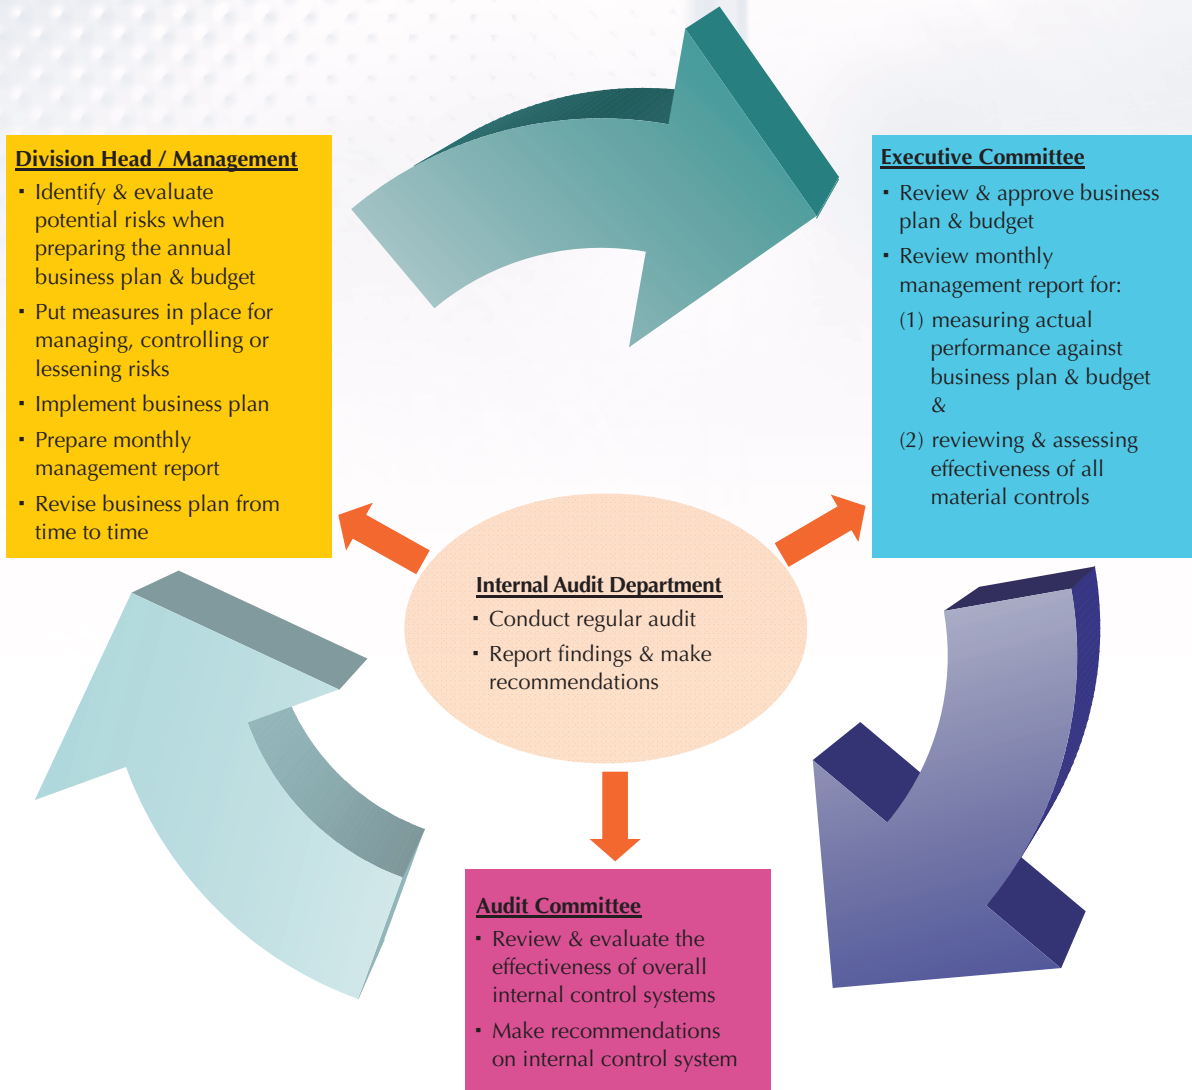 Division Head / Management
▪ Identify & evaluate
potential risks when
preparing the annual
business plan & budget
▪ Put measures in place for
managing, controlling or
lessening risks
▪ Implement business plan
▪ Prepare monthly
management report
▪ Revise business plan from
time to time
Executive Committee
▪ Review & approve business
plan & budget
▪ Review monthly
management report for:
(1) measuring actual
performance against
business plan & budget
&
(2) reviewing & assessing
effectiveness of all
material controls
Internal Audit Department
▪ Conduct regular audit
▪ Report findings & make
recommendations
Audit Committee
▪ Review & evaluate the
effectiveness of overall
internal control systems
▪ Make recommendations
on internal control system